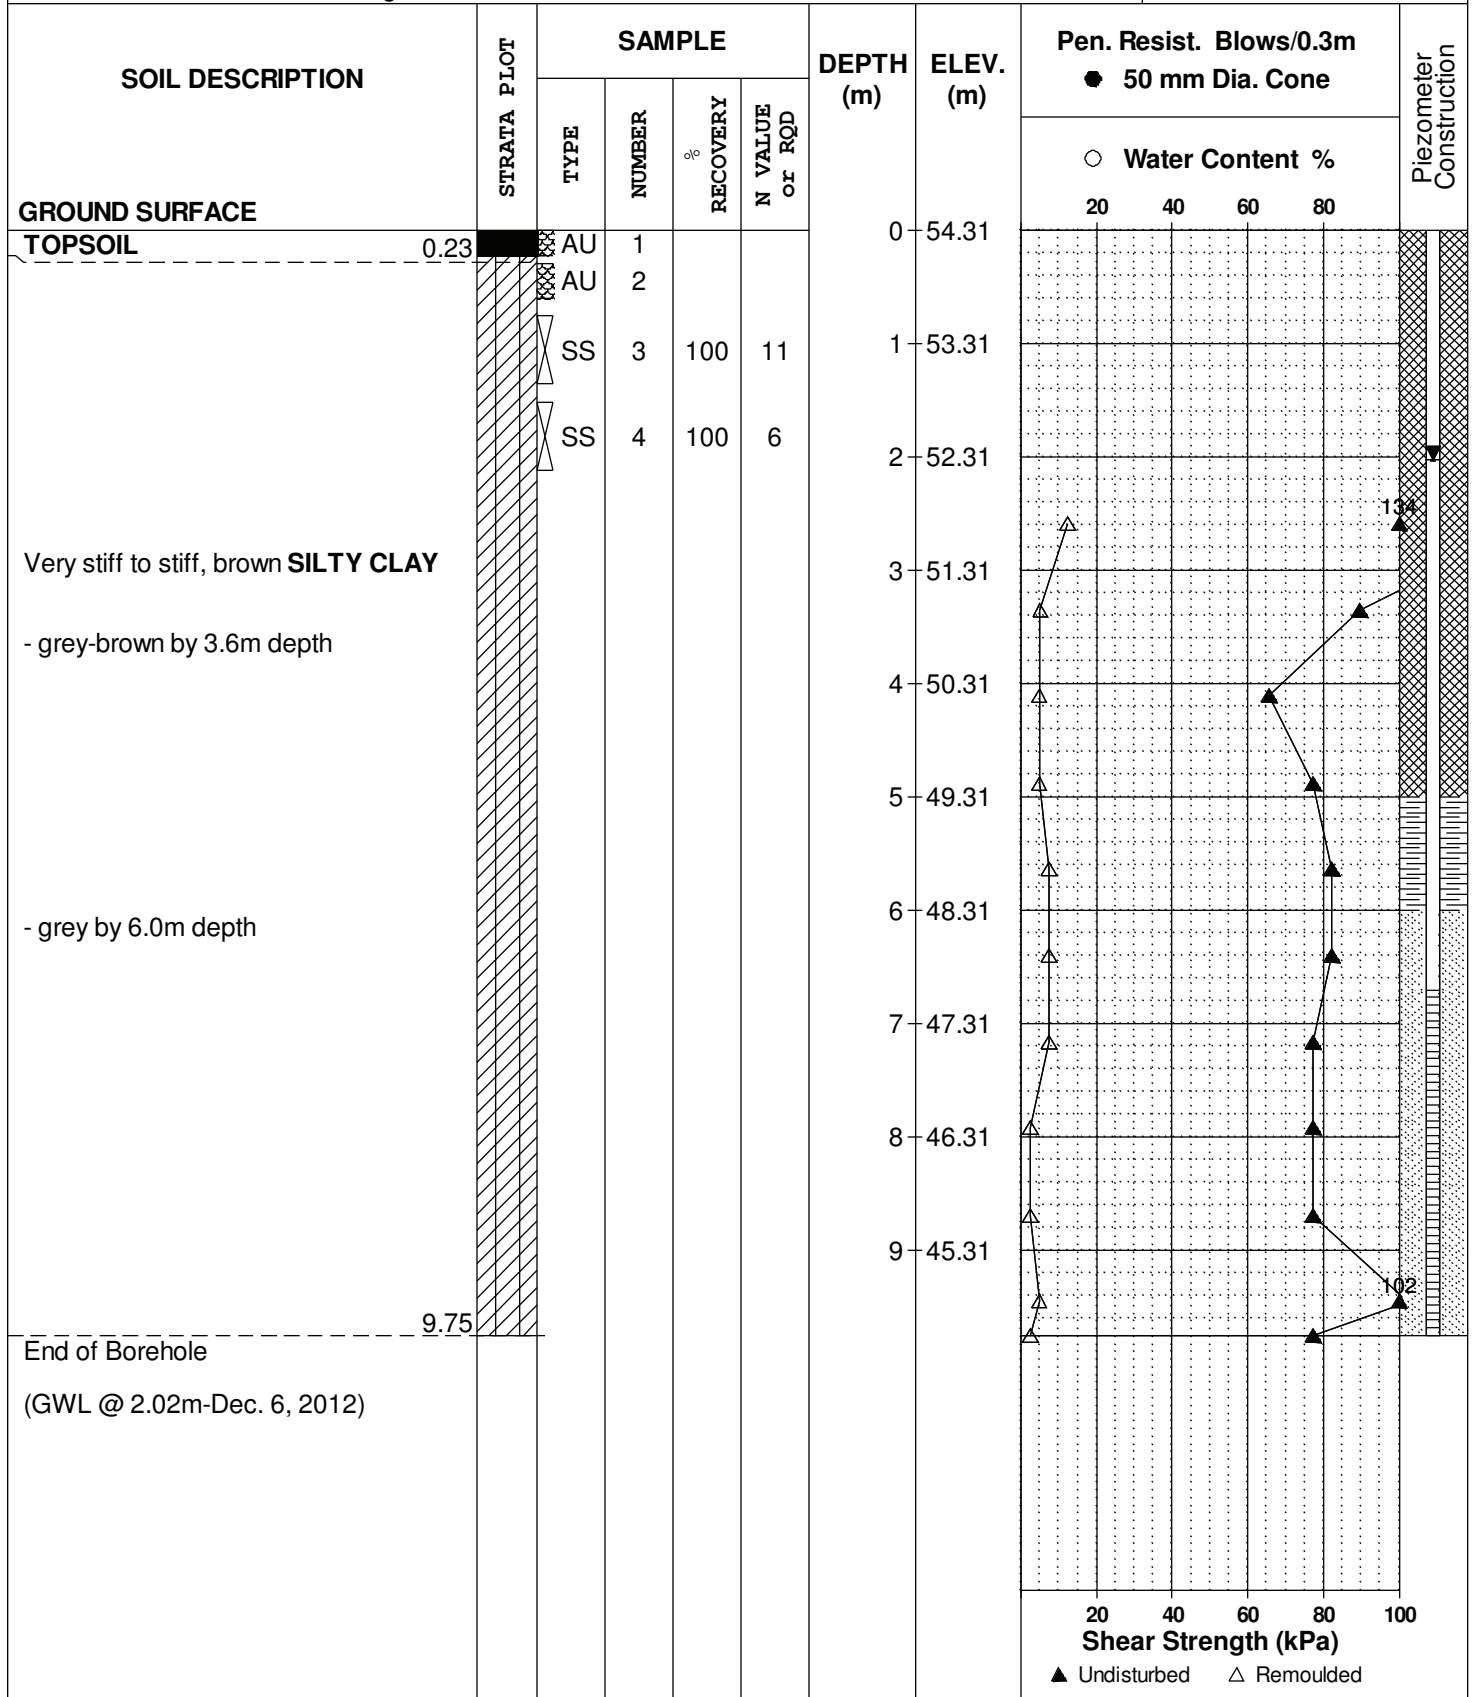 SOIL DESCRIPTION
GROUND SURFACE
STRATA PLOT
SAMPLE
TYPE
NUMBER
%
RECOVERY
N VALUE
or RQD
DEPTH
(m)
ELEV.
(m)
Pen. Resist. Blows/0.3m
● 50 mm Dia. Cone
○ Water Content %
20 40 60 80
Piezometer
Construction
TOPSOIL 0.23
AU 1
AU 2
SS 3 100 11
SS 4 100 6
0 54.31
1 53.31
2 52.31
3 51.31
4 50.31
5 49.31
6 48.31
7 47.31
8 46.31
9 45.31
134
102
Very stiff to stiff, brown SILTY CLAY
- grey-brown by 3.6m depth
- grey by 6.0m depth
9.75
End of Borehole
(GWL @ 2.02m-Dec. 6, 2012)
20 40 60 80 100
Shear Strength (kPa)
▲ Undisturbed △ Remoulded